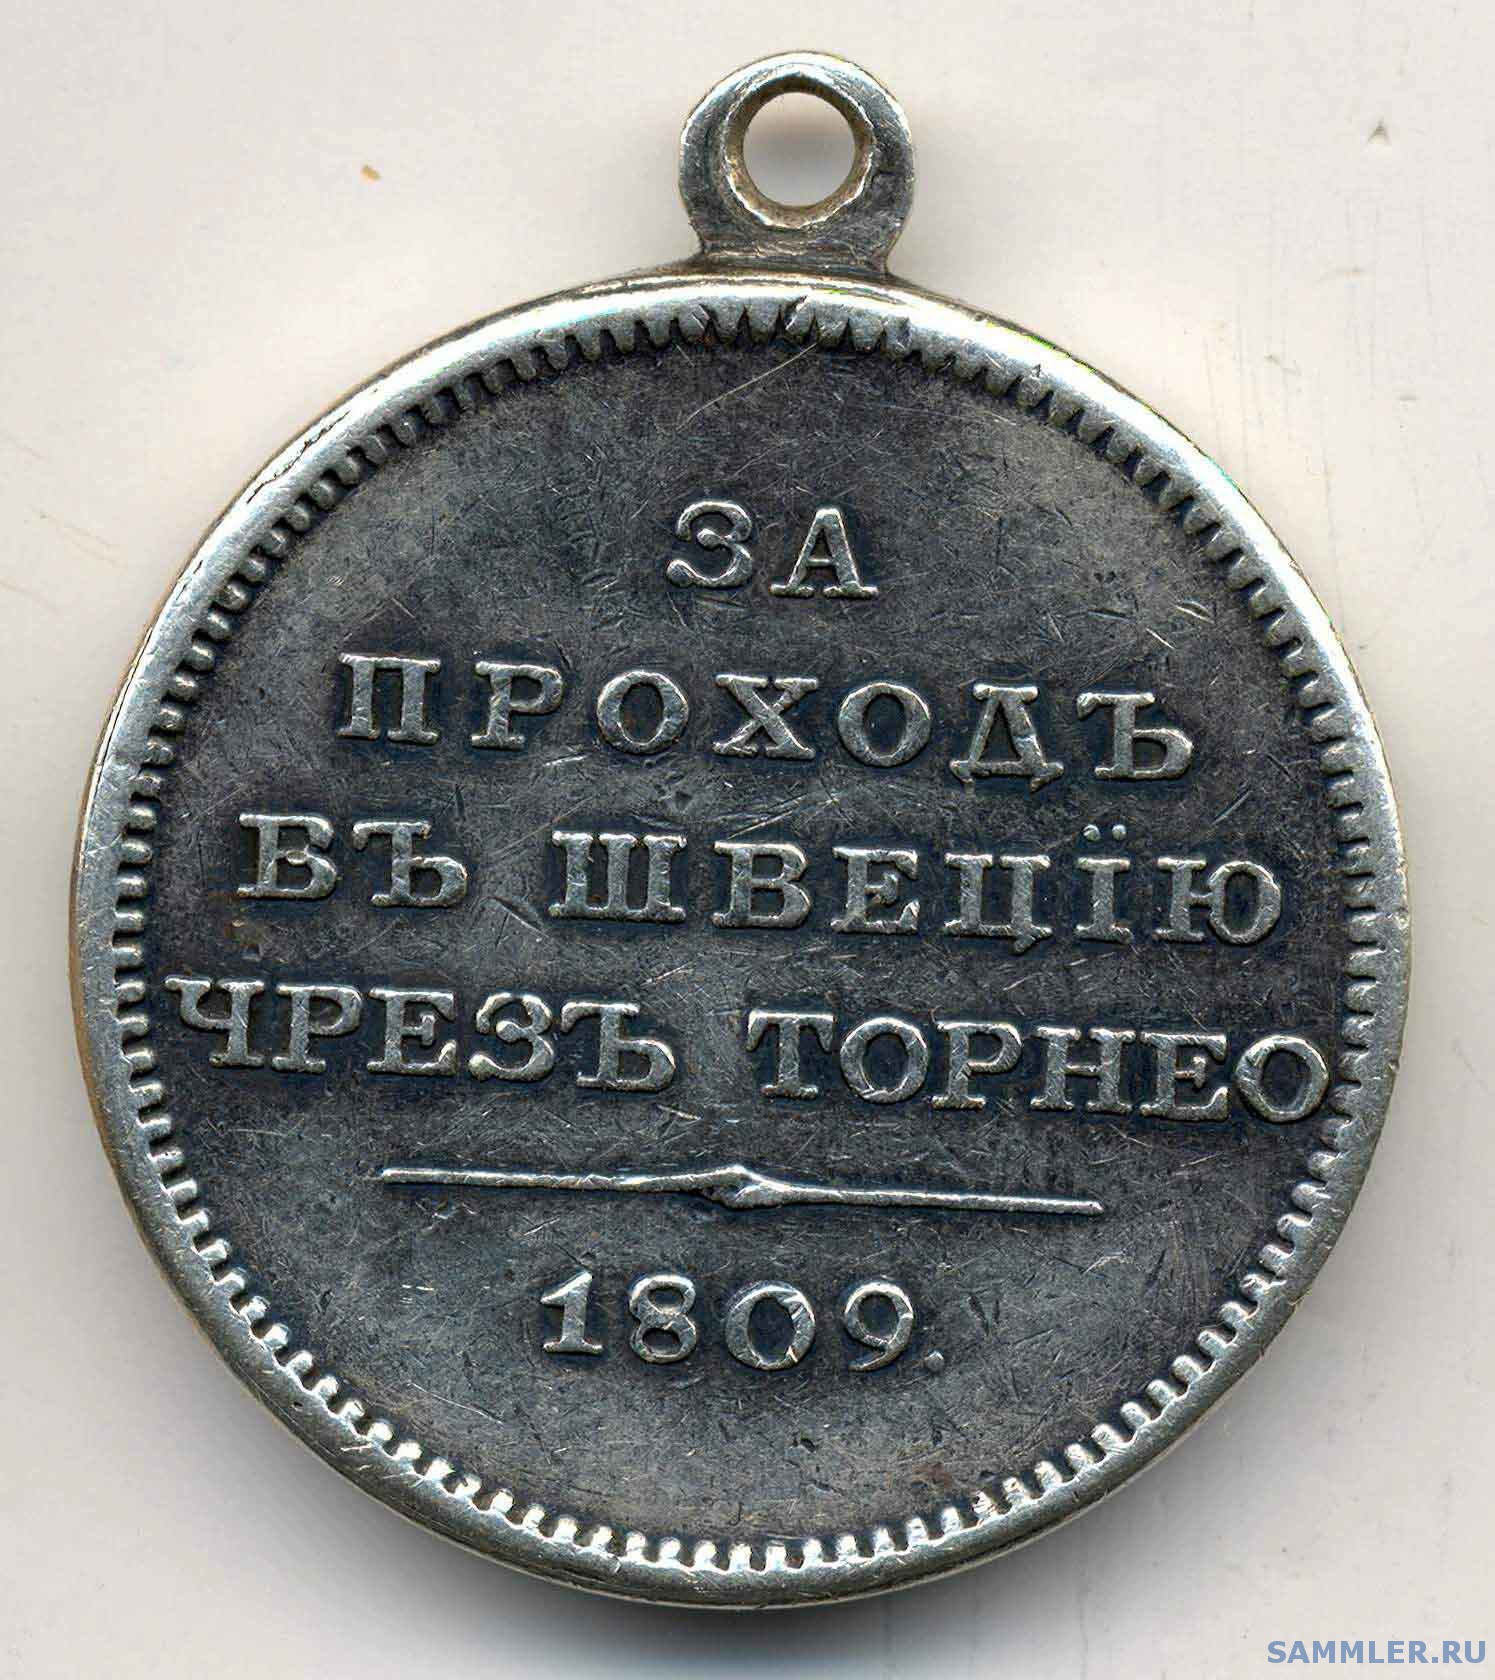 ЗА
ПРОХОДЪ
ВЪ ШВЕЦЇЮ
ЧРЕЗЪ ТОРНЕО
1809.
SAMMLER.RU